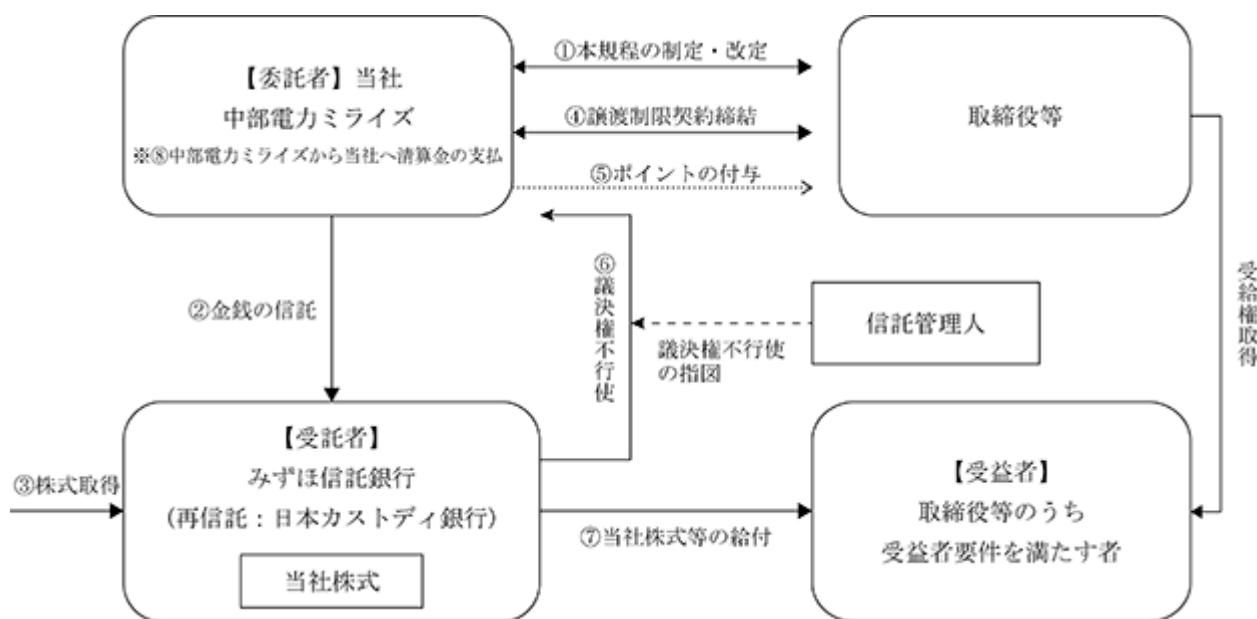 【委託者】当社
中部電力ミライズ
※⑧中部電力ミライズから当社へ清算金の支払
①本規程の制定・改定
④譲渡制限契約締結
⑤ポイントの付与
取締役等
②金銭の信託
⑥議決権不行使
議決権不行使
の指図
信託管理人
受給権取得
③株式取得
【受託者】
みずほ信託銀行
(再信託：日本カストディ銀行)
当社株式
⑦当社株式等の給付
【受益者】
取締役等のうち
受益者要件を満たす者